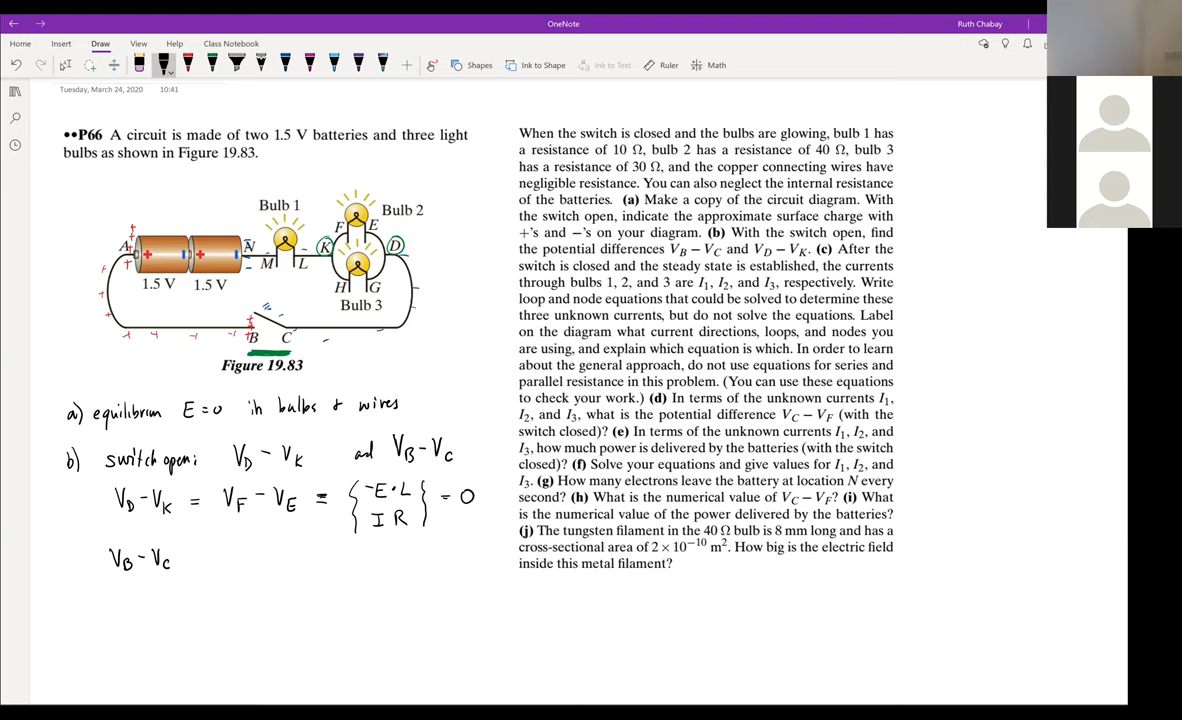 OneNote
Ruth Chabay
Home Insert Draw View Help Class Notebook
Shapes Ink to Shape Ink to Text Ruler Math
Tuesday, March 24, 2020 10:41
••P66 A circuit is made of two 1.5 V batteries and three light
bulbs as shown in Figure 19.83.
Bulb 1
Bulb 2
F E
A N K D
M L
1.5 V 1.5 V
H G
Bulb 3
B C
Figure 19.83
a) equilibrium E = 0 in bulbs + wires
b) switch open: V_D - V_K and V_B - V_C
V_D - V_K = V_F - V_E = { -E·L
I R } = 0
V_B - V_C
When the switch is closed and the bulbs are glowing, bulb 1 has
a resistance of 10 Ω, bulb 2 has a resistance of 40 Ω, bulb 3
has a resistance of 30 Ω, and the copper connecting wires have
negligible resistance. You can also neglect the internal resistance
of the batteries. (a) Make a copy of the circuit diagram. With
the switch open, indicate the approximate surface charge with
+'s and −'s on your diagram. (b) With the switch open, find
the potential differences V_B − V_C and V_D − V_K. (c) After the
switch is closed and the steady state is established, the currents
through bulbs 1, 2, and 3 are I₁, I₂, and I₃, respectively. Write
loop and node equations that could be solved to determine these
three unknown currents, but do not solve the equations. Label
on the diagram what current directions, loops, and nodes you
are using, and explain which equation is which. In order to learn
about the general approach, do not use equations for series and
parallel resistance in this problem. (You can use these equations
to check your work.) (d) In terms of the unknown currents I₁,
I₂, and I₃, what is the potential difference V_C − V_F (with the
switch closed)? (e) In terms of the unknown currents I₁, I₂, and
I₃, how much power is delivered by the batteries (with the switch
closed)? (f) Solve your equations and give values for I₁, I₂, and
I₃. (g) How many electrons leave the battery at location N every
second? (h) What is the numerical value of V_C − V_F? (i) What
is the numerical value of the power delivered by the batteries?
(j) The tungsten filament in the 40 Ω bulb is 8 mm long and has a
cross-sectional area of 2 × 10⁻¹⁰ m². How big is the electric field
inside this metal filament?